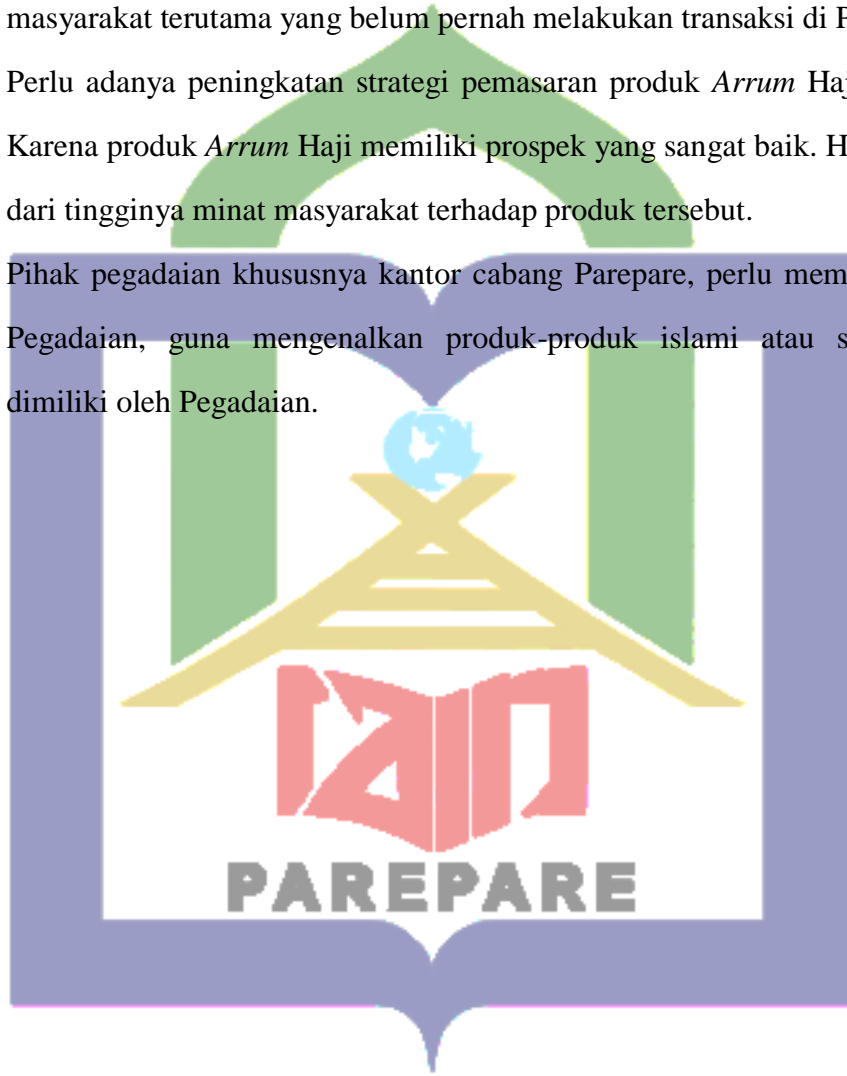 masyarakat terutama yang belum pernah melakukan transaksi di P
Perlu adanya peningkatan strategi pemasaran produk Arrum Haj
Karena produk Arrum Haji memiliki prospek yang sangat baik. H
dari tingginya minat masyarakat terhadap produk tersebut.
Pihak pegadaian khususnya kantor cabang Parepare, perlu mem
Pegadaian, guna mengenalkan produk-produk islami atau s
dimiliki oleh Pegadaian.
iain
PAREPARE